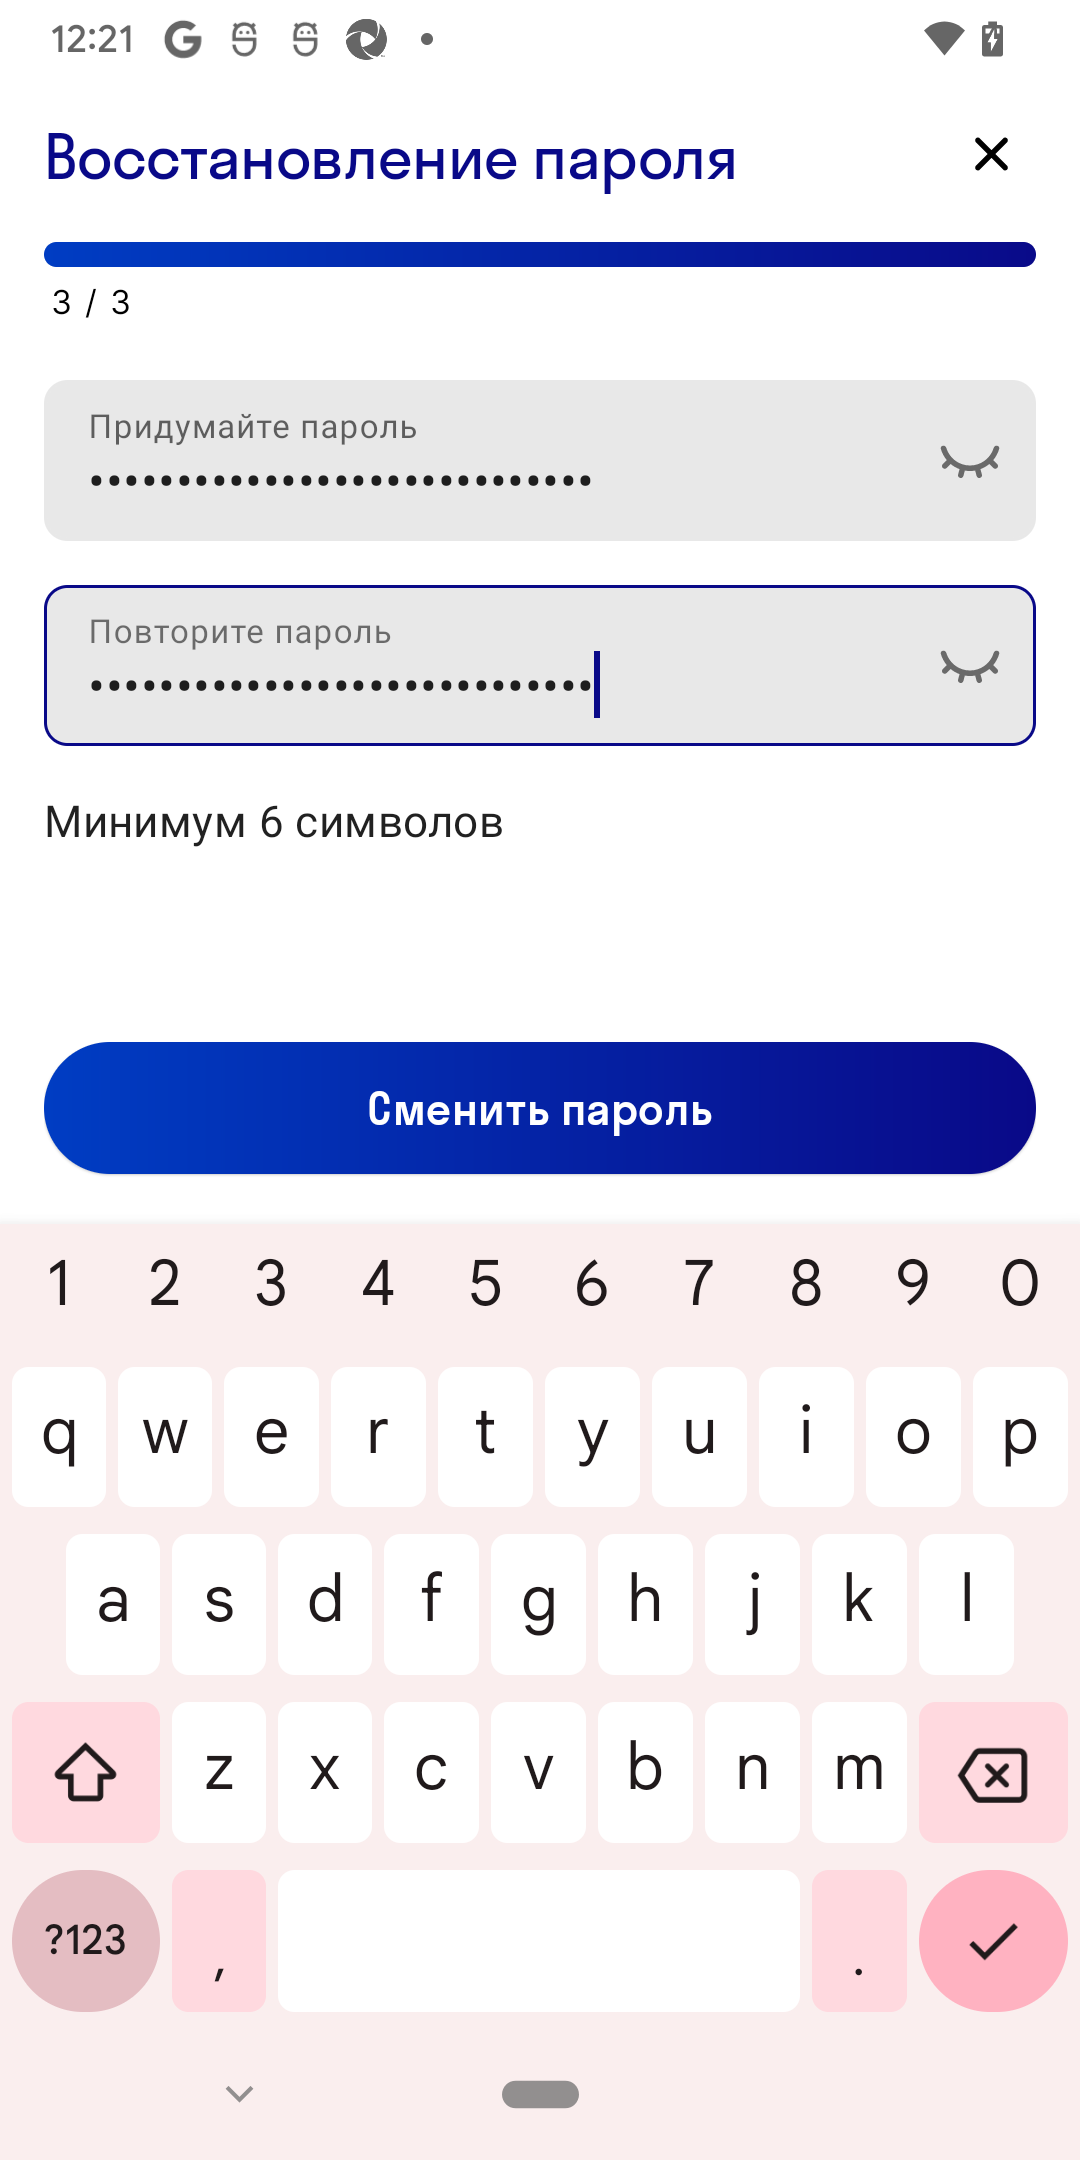 12:21
Восстановление пароля
3 / 3
Придумайте пароль
•••••••••••••••••••••••••••••
Повторите пароль
•••••••••••••••••••••••••••••
Минимум 6 символов
Сменить пароль
1 2 3 4 5 6 7 8 9 0
q w e r t y u i o p
a s d f g h j k l
z x c v b n m
?123 , .